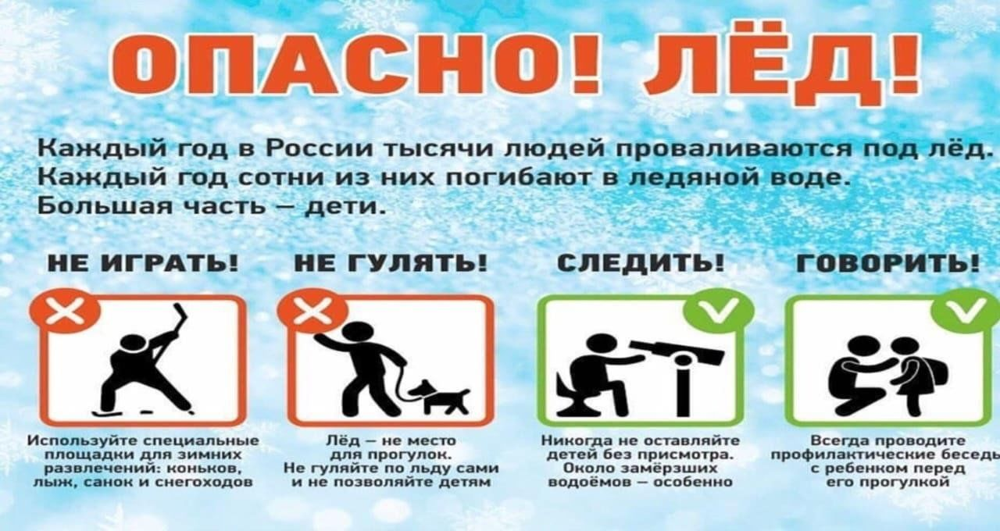 ОПАСНО! ЛЁД!
Каждый год в России тысячи людей проваливаются под лёд.
Каждый год сотни из них погибают в ледяной воде.
Большая часть – дети.
НЕ ИГРАТЬ!
Используйте специальные
площадки для зимних
развлечений: коньков,
лыж, санок и снегоходов
НЕ ГУЛЯТЬ!
Лёд – не место
для прогулок.
Не гуляйте по льду сами
и не позволяйте детям
СЛЕДИТЬ!
Никогда не оставляйте
детей без присмотра.
Около замёрзших
водоёмов – особенно
ГОВОРИТЬ!
Всегда проводите
профилактические беседы
с ребенком перед
его прогулкой